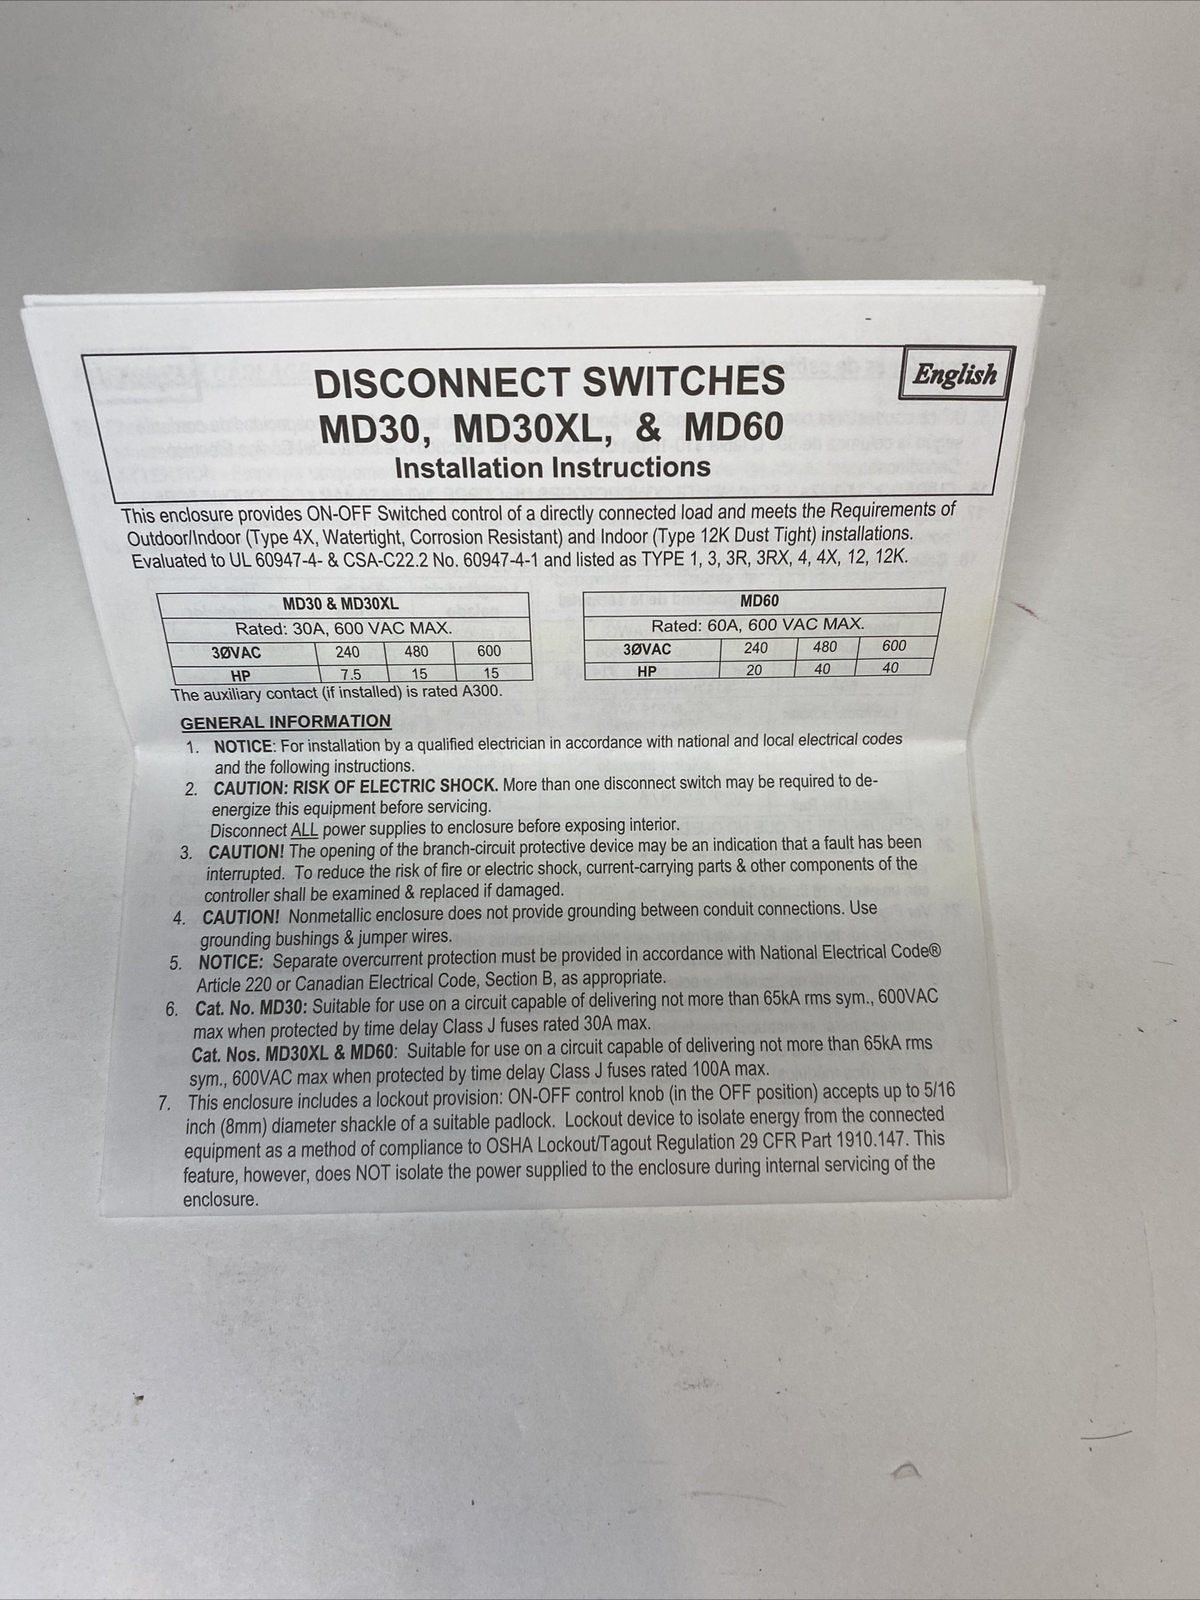 English
DISCONNECT SWITCHES
MD30, MD30XL, & MD60
Installation Instructions
This enclosure provides ON-OFF Switched control of a directly connected load and meets the Requirements of
Outdoor/Indoor (Type 4X, Watertight, Corrosion Resistant) and Indoor (Type 12K Dust Tight) installations.
Evaluated to UL 60947-4- & CSA-C22.2 No. 60947-4-1 and listed as TYPE 1, 3, 3R, 3RX, 4, 4X, 12, 12K.
MD30 & MD30XL
Rated: 30A, 600 VAC MAX.
3ØVAC 240 480 600
HP 7.5 15 15
MD60
Rated: 60A, 600 VAC MAX.
3ØVAC 240 480 600
HP 20 40 40
The auxiliary contact (if installed) is rated A300.
GENERAL INFORMATION
1. NOTICE: For installation by a qualified electrician in accordance with national and local electrical codes
and the following instructions.
2. CAUTION: RISK OF ELECTRIC SHOCK. More than one disconnect switch may be required to de-
energize this equipment before servicing.
Disconnect ALL power supplies to enclosure before exposing interior.
3. CAUTION! The opening of the branch-circuit protective device may be an indication that a fault has been
interrupted. To reduce the risk of fire or electric shock, current-carrying parts & other components of the
controller shall be examined & replaced if damaged.
4. CAUTION! Nonmetallic enclosure does not provide grounding between conduit connections. Use
grounding bushings & jumper wires.
5. NOTICE: Separate overcurrent protection must be provided in accordance with National Electrical Code®
Article 220 or Canadian Electrical Code, Section B, as appropriate.
6. Cat. No. MD30: Suitable for use on a circuit capable of delivering not more than 65kA rms sym., 600VAC
max when protected by time delay Class J fuses rated 30A max.
Cat. Nos. MD30XL & MD60: Suitable for use on a circuit capable of delivering not more than 65kA rms
sym., 600VAC max when protected by time delay Class J fuses rated 100A max.
7. This enclosure includes a lockout provision: ON-OFF control knob (in the OFF position) accepts up to 5/16
inch (8mm) diameter shackle of a suitable padlock. Lockout device to isolate energy from the connected
equipment as a method of compliance to OSHA Lockout/Tagout Regulation 29 CFR Part 1910.147. This
feature, however, does NOT isolate the power supplied to the enclosure during internal servicing of the
enclosure.